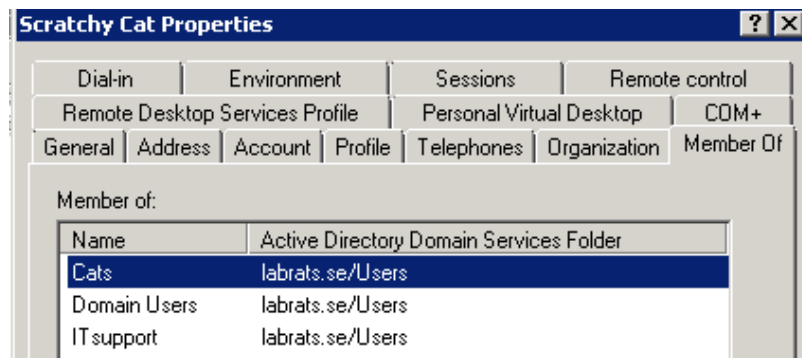 Scratchy Cat Properties ? X
Dial-in Environment Sessions Remote control
Remote Desktop Services Profile Personal Virtual Desktop COM+
General Address Account Profile Telephones Organization Member Of
Member of:
Name Active Directory Domain Services Folder
Cats labrats.se/Users
Domain Users labrats.se/Users
ITsupport labrats.se/Users